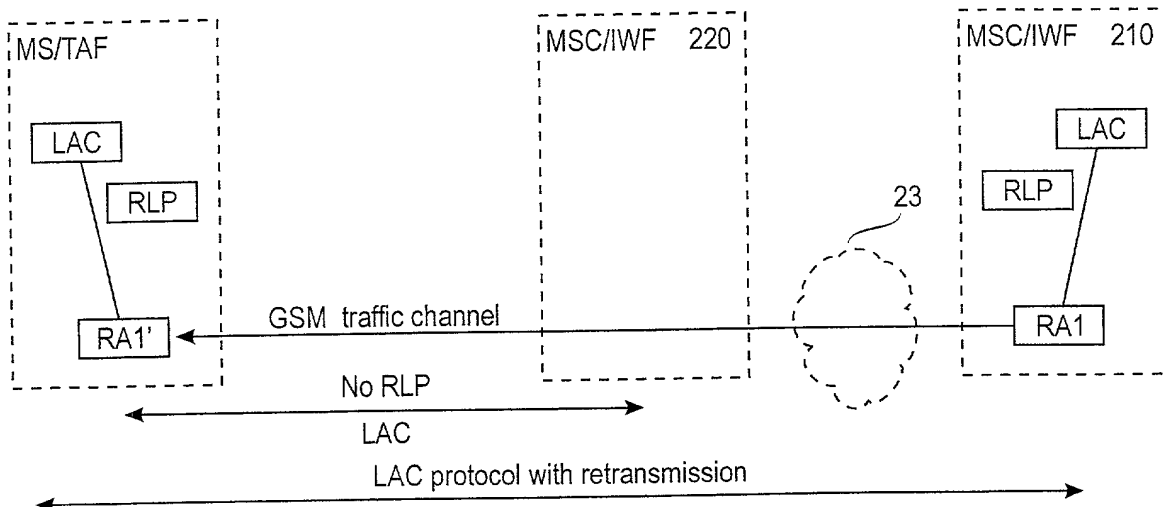 MS/TAF
LAC
RLP
RA1'
MSC/IWF 220
MSC/IWF 210
LAC
RLP
RA1
23
GSM traffic channel
No RLP
LAC
LAC protocol with retransmission